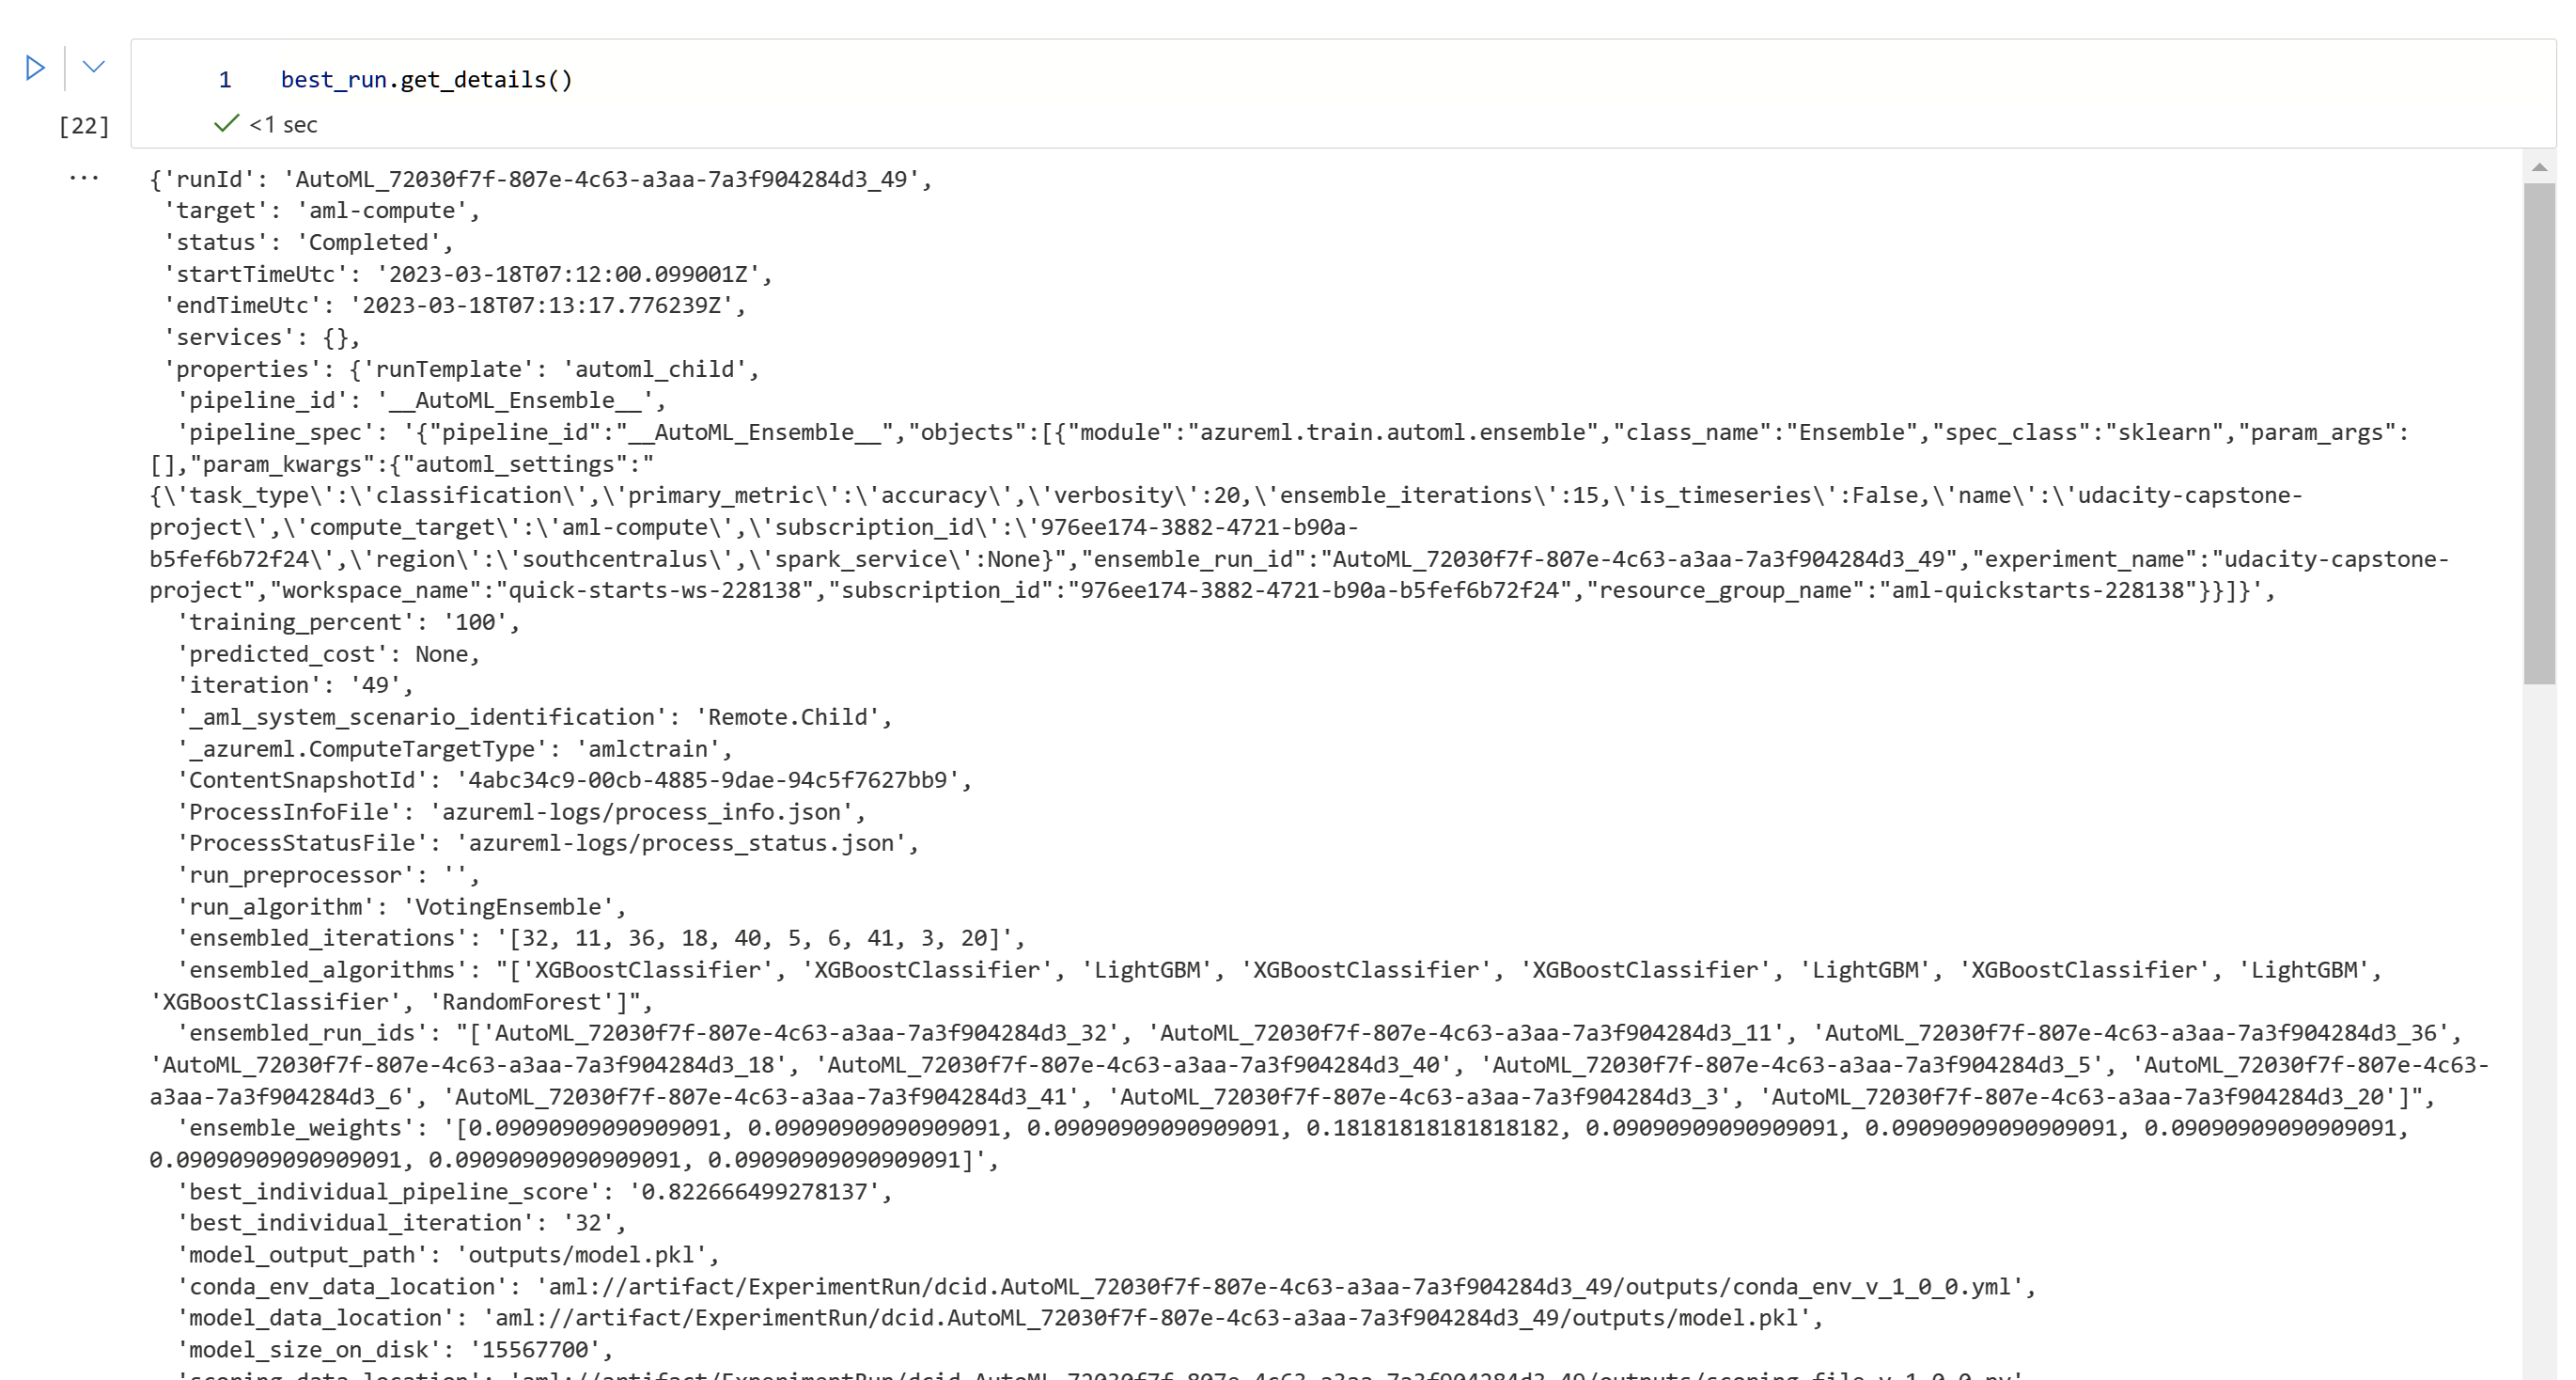 1 best_run.get_details()
[22] <1 sec
... {'runId': 'AutoML_72030f7f-807e-4c63-a3aa-7a3f904284d3_49',
'target': 'aml-compute',
'status': 'Completed',
'startTimeUtc': '2023-03-18T07:12:00.099001Z',
'endTimeUtc': '2023-03-18T07:13:17.776239Z',
'services': {},
'properties': {'runTemplate': 'automl_child',
'pipeline_id': '__AutoML_Ensemble__',
'pipeline_spec': '{"pipeline_id":"__AutoML_Ensemble__","objects":[{"module":"azureml.train.automl.ensemble","class_name":"Ensemble","spec_class":"sklearn","param_args":
[],"param_kwargs":{"automl_settings":"
{\'task_type\':\'classification\',\'primary_metric\':\'accuracy\',\'verbosity\':20,\'ensemble_iterations\':15,\'is_timeseries\':False,\'name\':\'udacity-capstone-
project\',\'compute_target\':\'aml-compute\',\'subscription_id\':\'976ee174-3882-4721-b90a-
b5fef6b72f24\',\'region\':\'southcentralus\',\'spark_service\':None}","ensemble_run_id":"AutoML_72030f7f-807e-4c63-a3aa-7a3f904284d3_49","experiment_name":"udacity-capstone-
project","workspace_name":"quick-starts-ws-228138","subscription_id":"976ee174-3882-4721-b90a-b5fef6b72f24","resource_group_name":"aml-quickstarts-228138"}}]}',
'training_percent': '100',
'predicted_cost': None,
'iteration': '49',
'_aml_system_scenario_identification': 'Remote.Child',
'_azureml.ComputeTargetType': 'amlctrain',
'ContentSnapshotId': '4abc34c9-00cb-4885-9dae-94c5f7627bb9',
'ProcessInfoFile': 'azureml-logs/process_info.json',
'ProcessStatusFile': 'azureml-logs/process_status.json',
'run_preprocessor': '',
'run_algorithm': 'VotingEnsemble',
'ensembled_iterations': '[32, 11, 36, 18, 40, 5, 6, 41, 3, 20]',
'ensembled_algorithms': "['XGBoostClassifier', 'XGBoostClassifier', 'LightGBM', 'XGBoostClassifier', 'XGBoostClassifier', 'LightGBM', 'XGBoostClassifier', 'LightGBM',
'XGBoostClassifier', 'RandomForest']",
'ensembled_run_ids': "['AutoML_72030f7f-807e-4c63-a3aa-7a3f904284d3_32', 'AutoML_72030f7f-807e-4c63-a3aa-7a3f904284d3_11', 'AutoML_72030f7f-807e-4c63-a3aa-7a3f904284d3_36',
'AutoML_72030f7f-807e-4c63-a3aa-7a3f904284d3_18', 'AutoML_72030f7f-807e-4c63-a3aa-7a3f904284d3_40', 'AutoML_72030f7f-807e-4c63-a3aa-7a3f904284d3_5', 'AutoML_72030f7f-807e-4c63-
a3aa-7a3f904284d3_6', 'AutoML_72030f7f-807e-4c63-a3aa-7a3f904284d3_41', 'AutoML_72030f7f-807e-4c63-a3aa-7a3f904284d3_3', 'AutoML_72030f7f-807e-4c63-a3aa-7a3f904284d3_20']",
'ensemble_weights': '[0.09090909090909091, 0.09090909090909091, 0.09090909090909091, 0.18181818181818182, 0.09090909090909091, 0.09090909090909091, 0.09090909090909091,
0.09090909090909091, 0.09090909090909091, 0.09090909090909091]',
'best_individual_pipeline_score': '0.822666499278137',
'best_individual_iteration': '32',
'model_output_path': 'outputs/model.pkl',
'conda_env_data_location': 'aml://artifact/ExperimentRun/dcid.AutoML_72030f7f-807e-4c63-a3aa-7a3f904284d3_49/outputs/conda_env_v_1_0_0.yml',
'model_data_location': 'aml://artifact/ExperimentRun/dcid.AutoML_72030f7f-807e-4c63-a3aa-7a3f904284d3_49/outputs/model.pkl',
'model_size_on_disk': '15567700',
'scoring_data_location': 'aml://artifact/ExperimentRun/dcid.AutoML_72030f7f-807e-4c63-a3aa-7a3f904284d3_49/outputs/scoring_file_v_1_0_0.py',